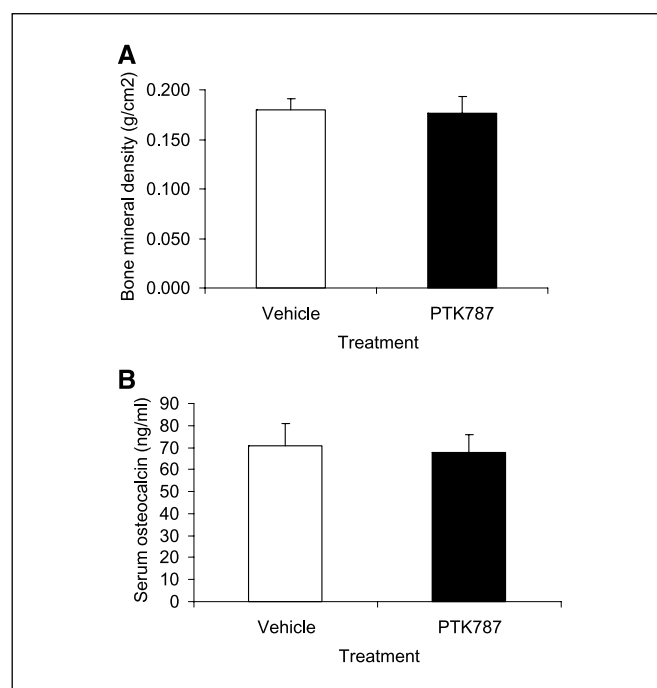 A
Bone mineral density (g/cm2)
0.200
0.150
0.100
0.050
0.000
Vehicle
PTK787
Treatment
B
Serum osteocalcin (ng/ml)
90
80
70
60
50
40
30
20
10
0
Vehicle
PTK787
Treatment